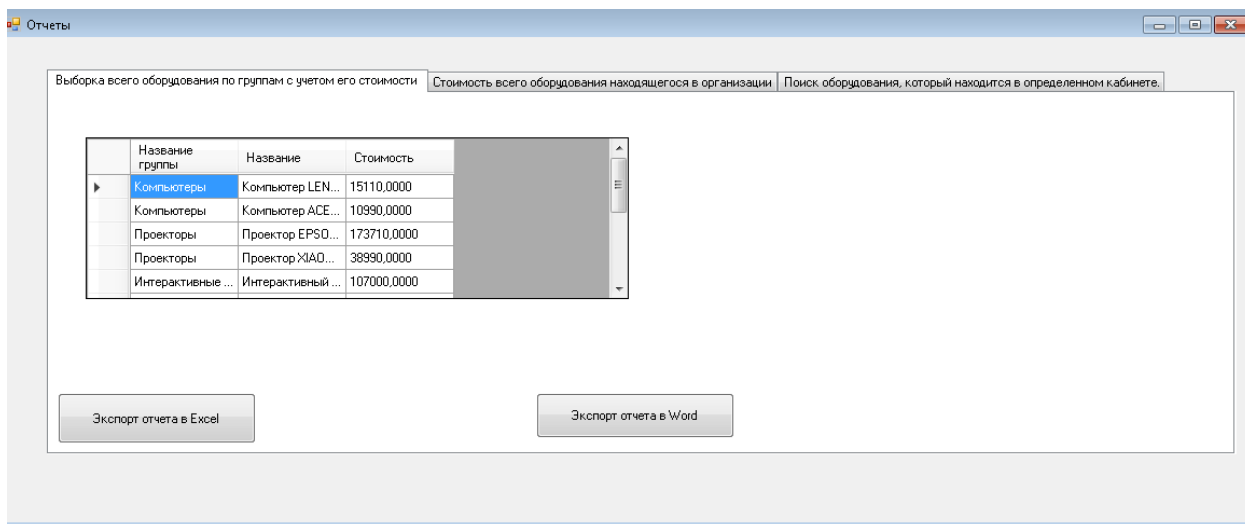 Отчеты
Выборка всего оборудования по группам с учетом его стоимости Стоимость всего оборудования находящегося в организации Поиск оборудования, который находится в определенном кабинете.
Название группы Название Стоимость
Компьютеры Компьютер LEN... 15110,0000
Компьютеры Компьютер ACE... 10990,0000
Проекторы Проектор EPSO... 173710,0000
Проекторы Проектор XIAO... 38990,0000
Интерактивные ... Интерактивный ... 107000,0000
Экспорт отчета в Excel Экспорт отчета в Word